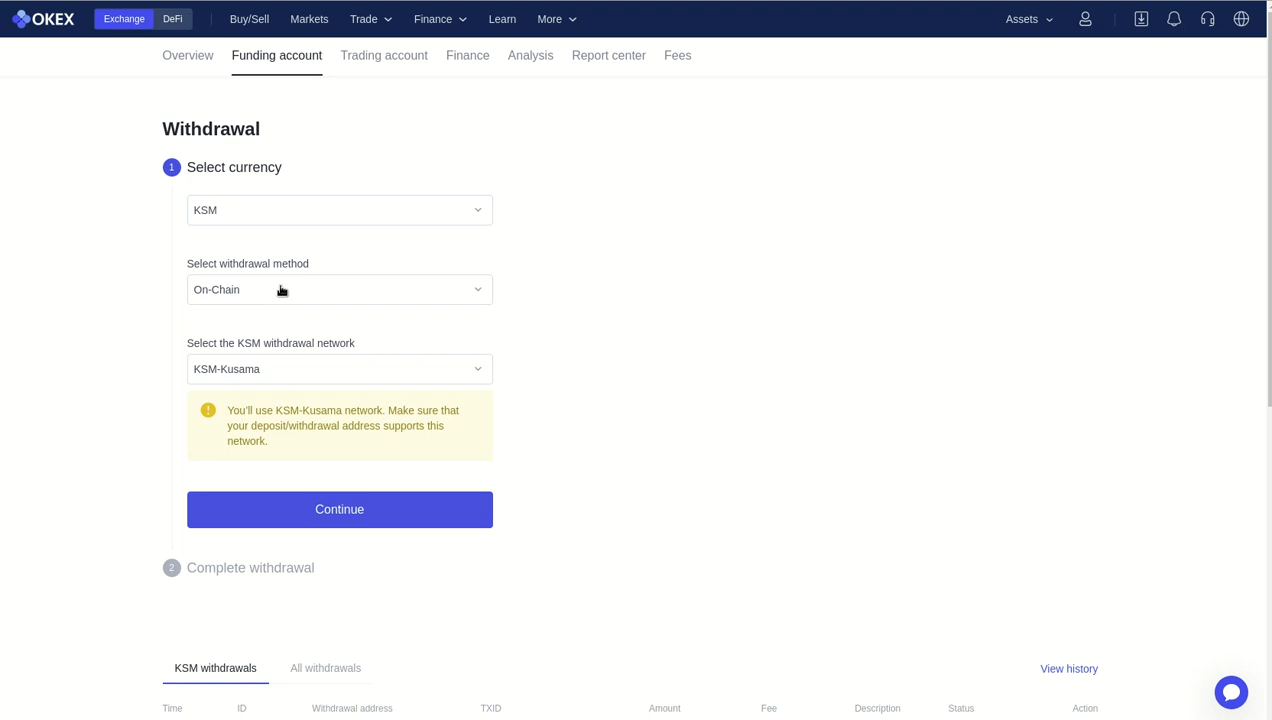 OKEX Exchange DeFi Buy/Sell Markets Trade Finance Learn More Assets
Overview Funding account Trading account Finance Analysis Report center Fees
Withdrawal
1 Select currency
KSM
Select withdrawal method
On-Chain
Select the KSM withdrawal network
KSM-Kusama
! You'll use KSM-Kusama network. Make sure that
your deposit/withdrawal address supports this
network.
Continue
2 Complete withdrawal
KSM withdrawals All withdrawals View history
Time ID Withdrawal address TXID Amount Fee Description Status Action